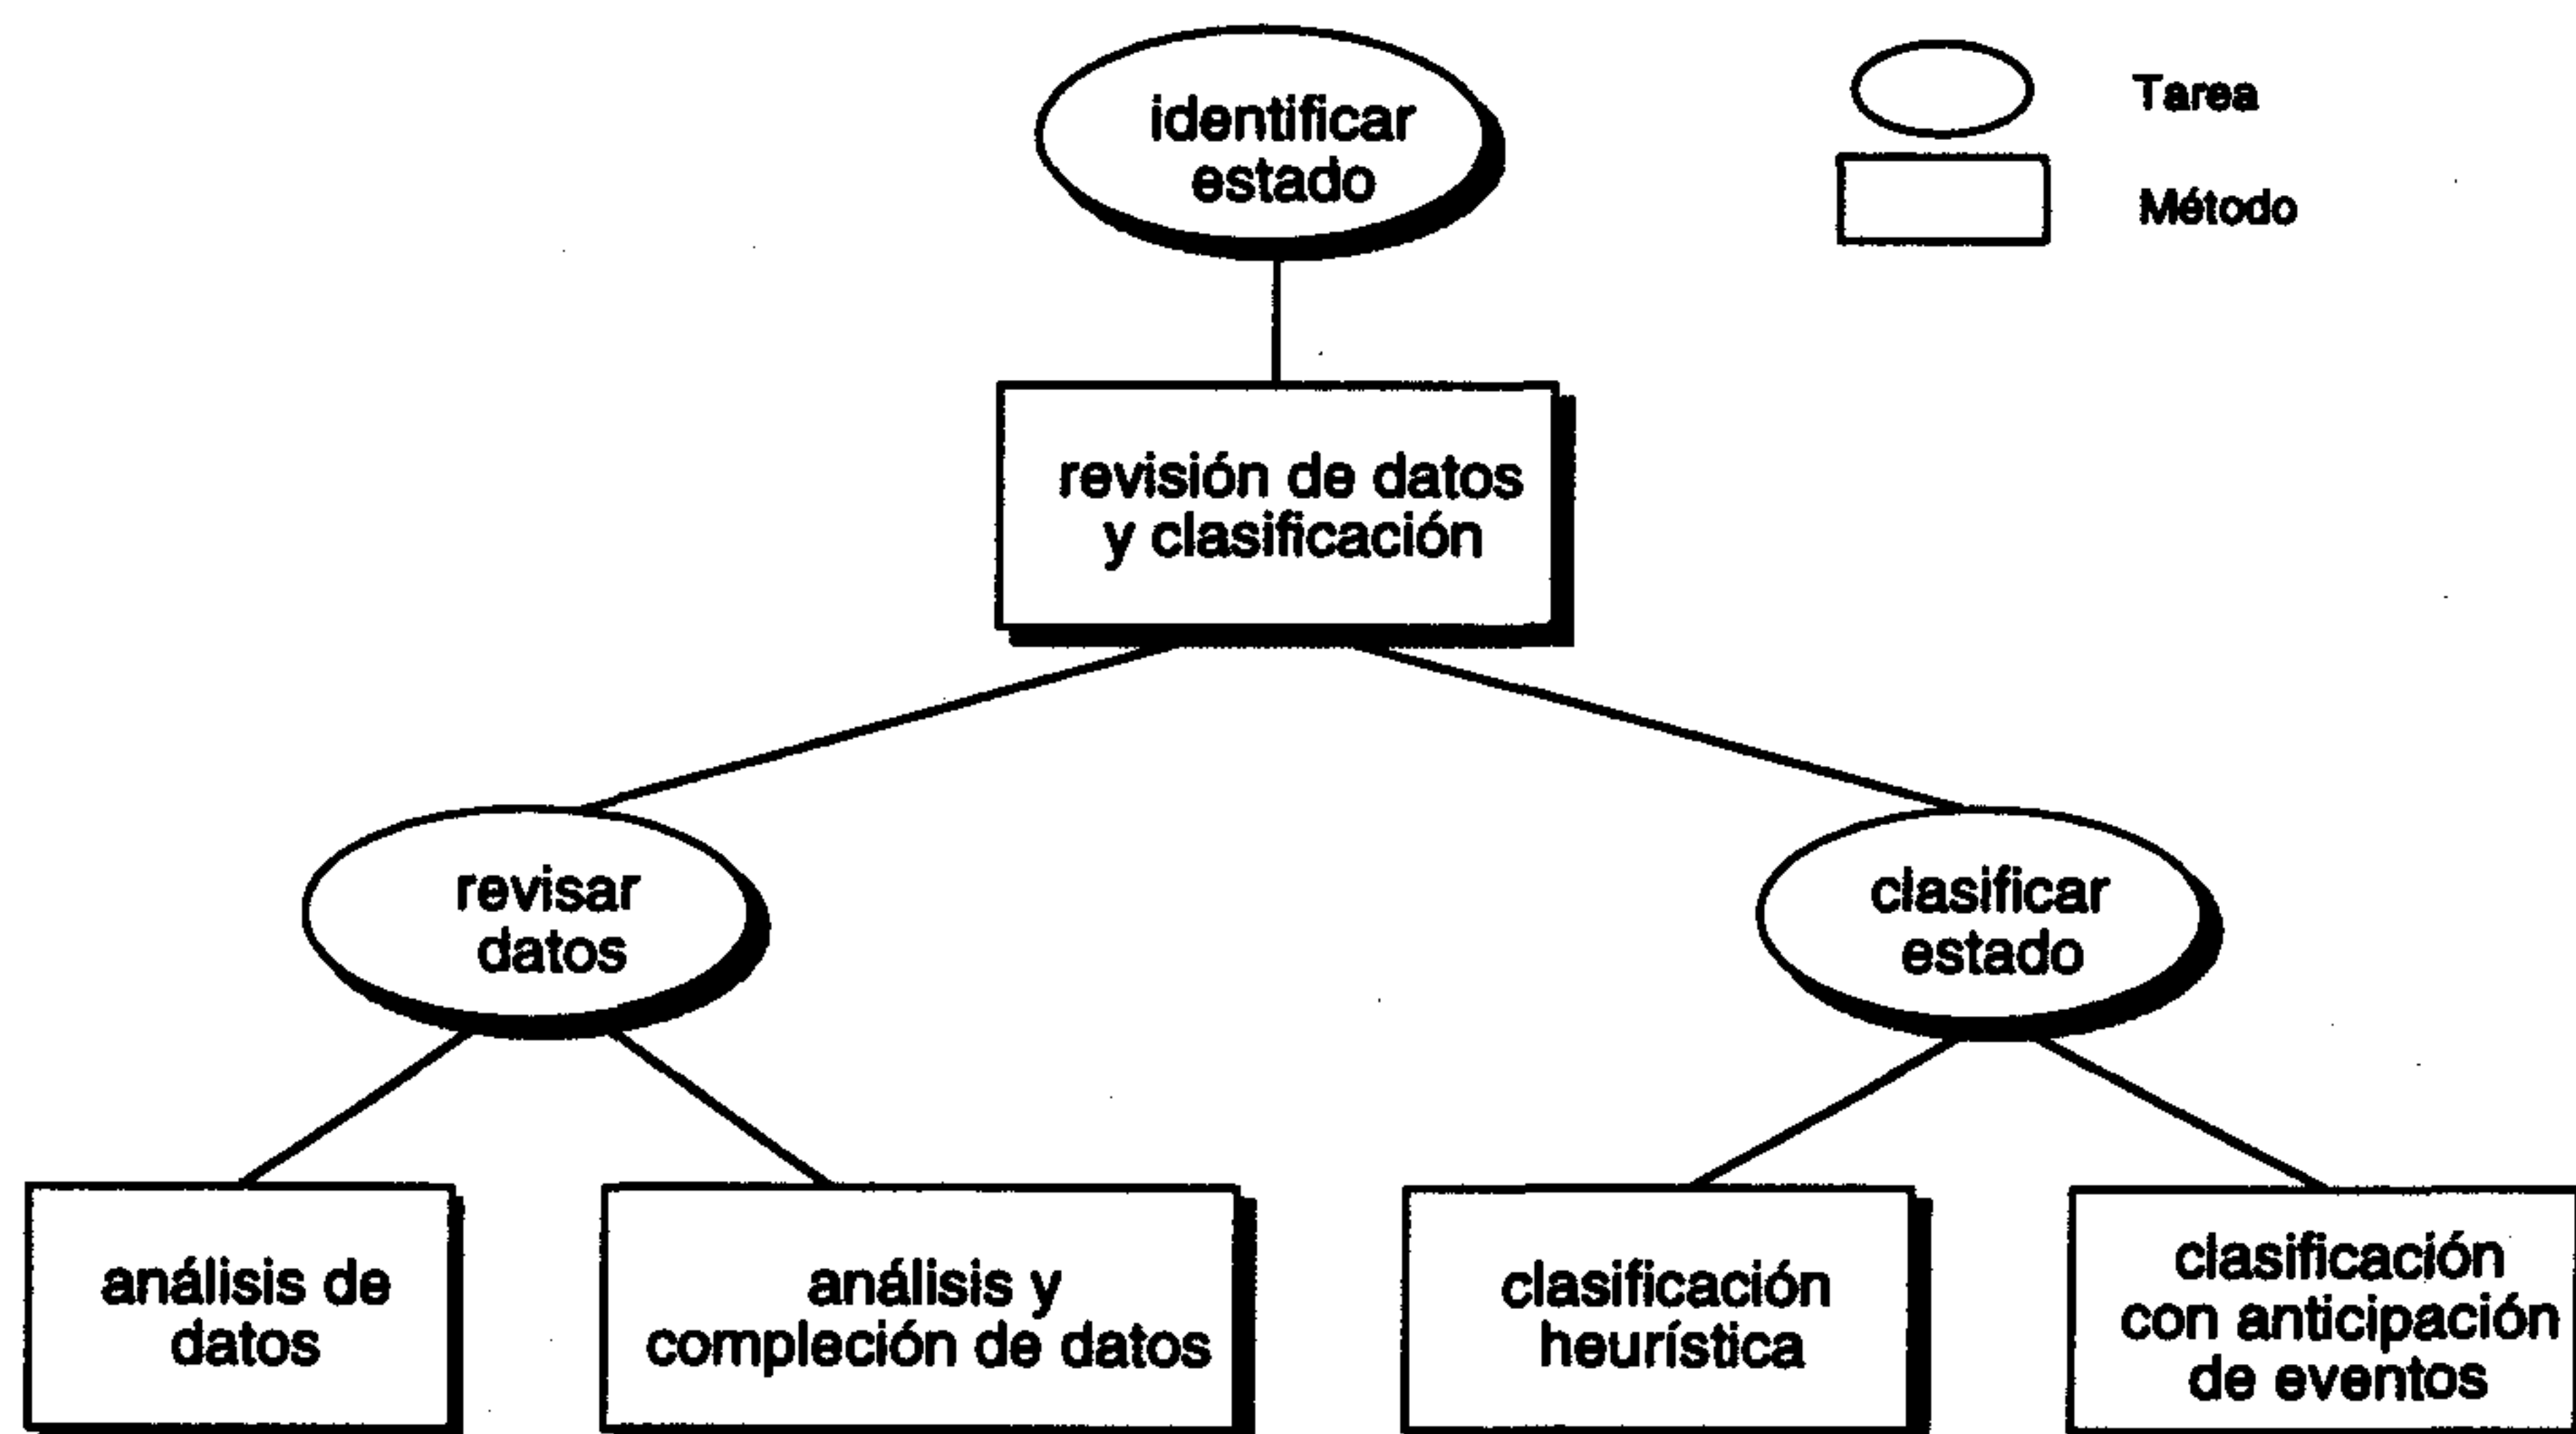 identificar
estado
Tarea
Método
revisión de datos
y clasificación
revisar
datos
clasificar
estado
análisis de
datos
análisis y
compleción de datos
clasificación
heurística
clasificación
con anticipación
de eventos